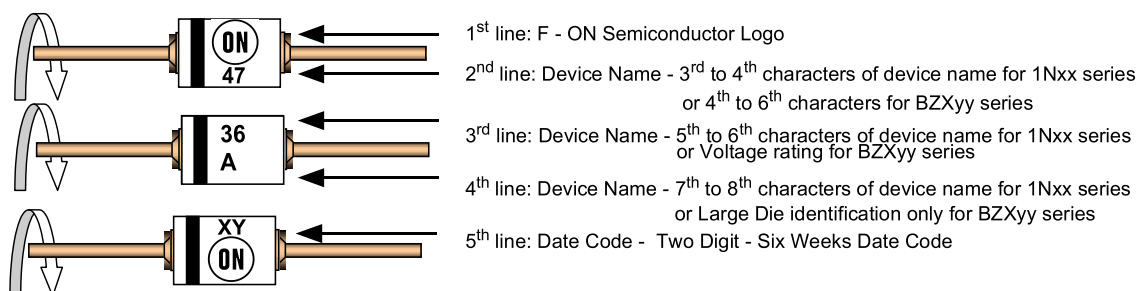 ON
47
36
A
XY
ON
1st line: F - ON Semiconductor Logo
2nd line: Device Name - 3rd to 4th characters of device name for 1Nxx series
or 4th to 6th characters for BZXyy series
3rd line: Device Name - 5th to 6th characters of device name for 1Nxx series
or Voltage rating for BZXyy series
4th line: Device Name - 7th to 8th characters of device name for 1Nxx series
or Large Die identification only for BZXyy series
5th line: Date Code - Two Digit - Six Weeks Date Code